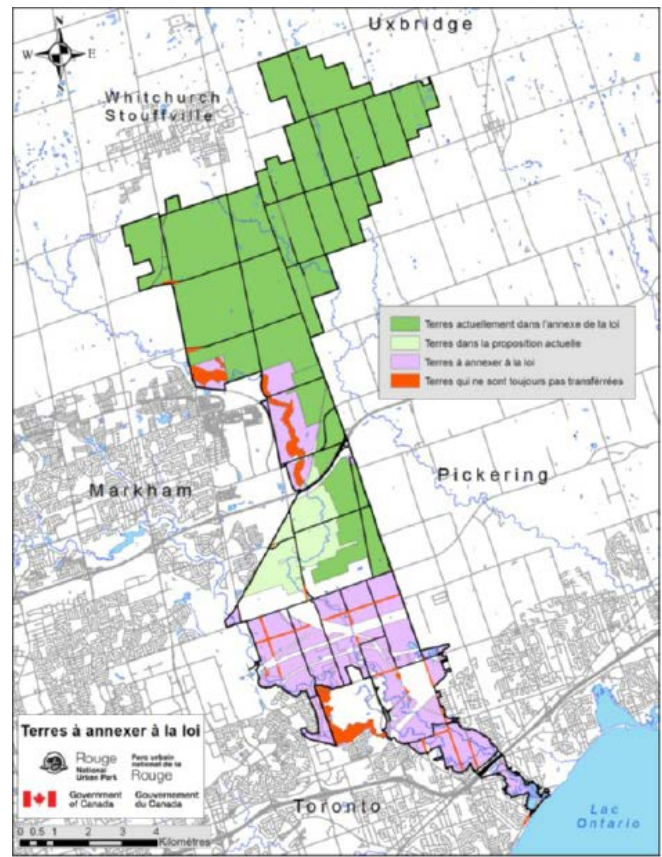 Uxbridge
N
W E
S
Whitchurch
Stouffville
Terres actuellement dans l'annexe de la loi
Terres dans la proposition actuelle
Terres à annexer à la loi
Terres qui ne sont toujours pas transférrées
Pickering
Markham
Terres à annexer à la loi
Rouge
National
Urban Park
Parc urbain
national de la
Rouge
Government
of Canada
Gouvernement
du Canada
0 0.5 1 2 3 4
Kilomètres
Toronto
Lac
Ontario